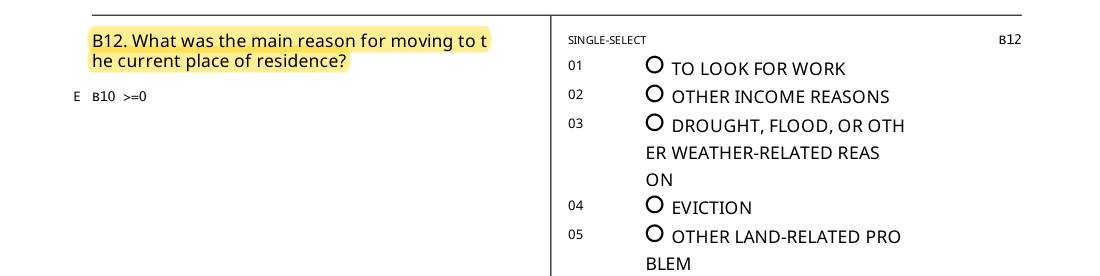 B12. What was the main reason for moving to t
he current place of residence?
E B10 >=0
SINGLE-SELECT B12
01 TO LOOK FOR WORK
02 OTHER INCOME REASONS
03 DROUGHT, FLOOD, OR OTH
ER WEATHER-RELATED REAS
ON
04 EVICTION
05 OTHER LAND-RELATED PRO
BLEM